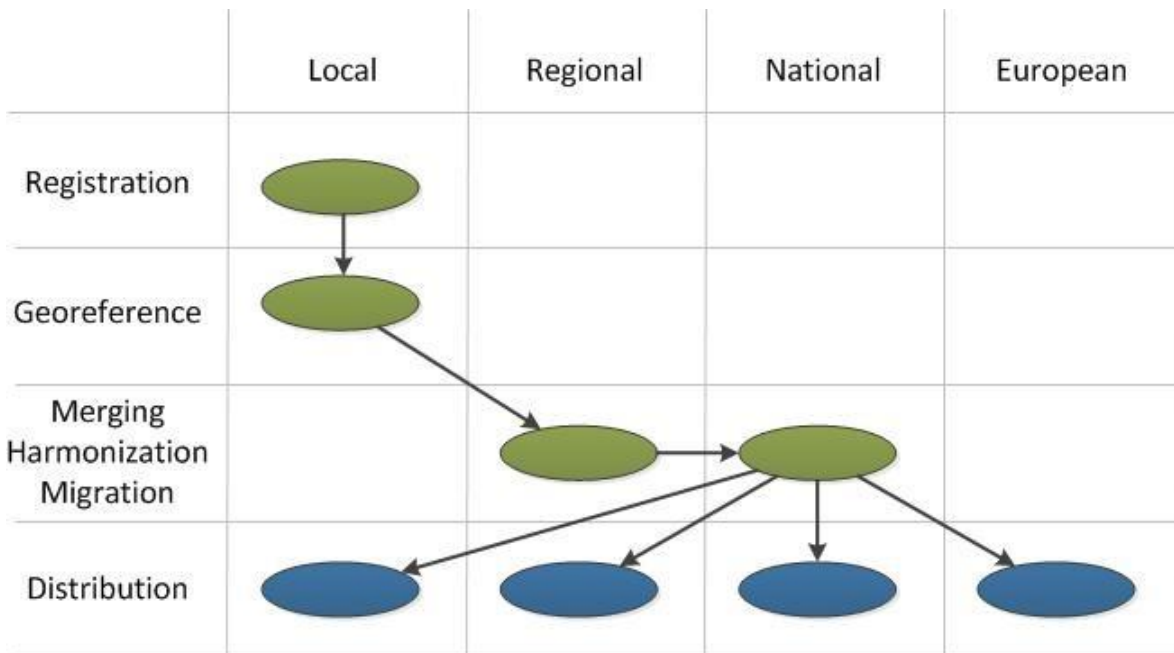 Local Regional National European
Registration
Georeference
Merging
Harmonization
Migration
Distribution